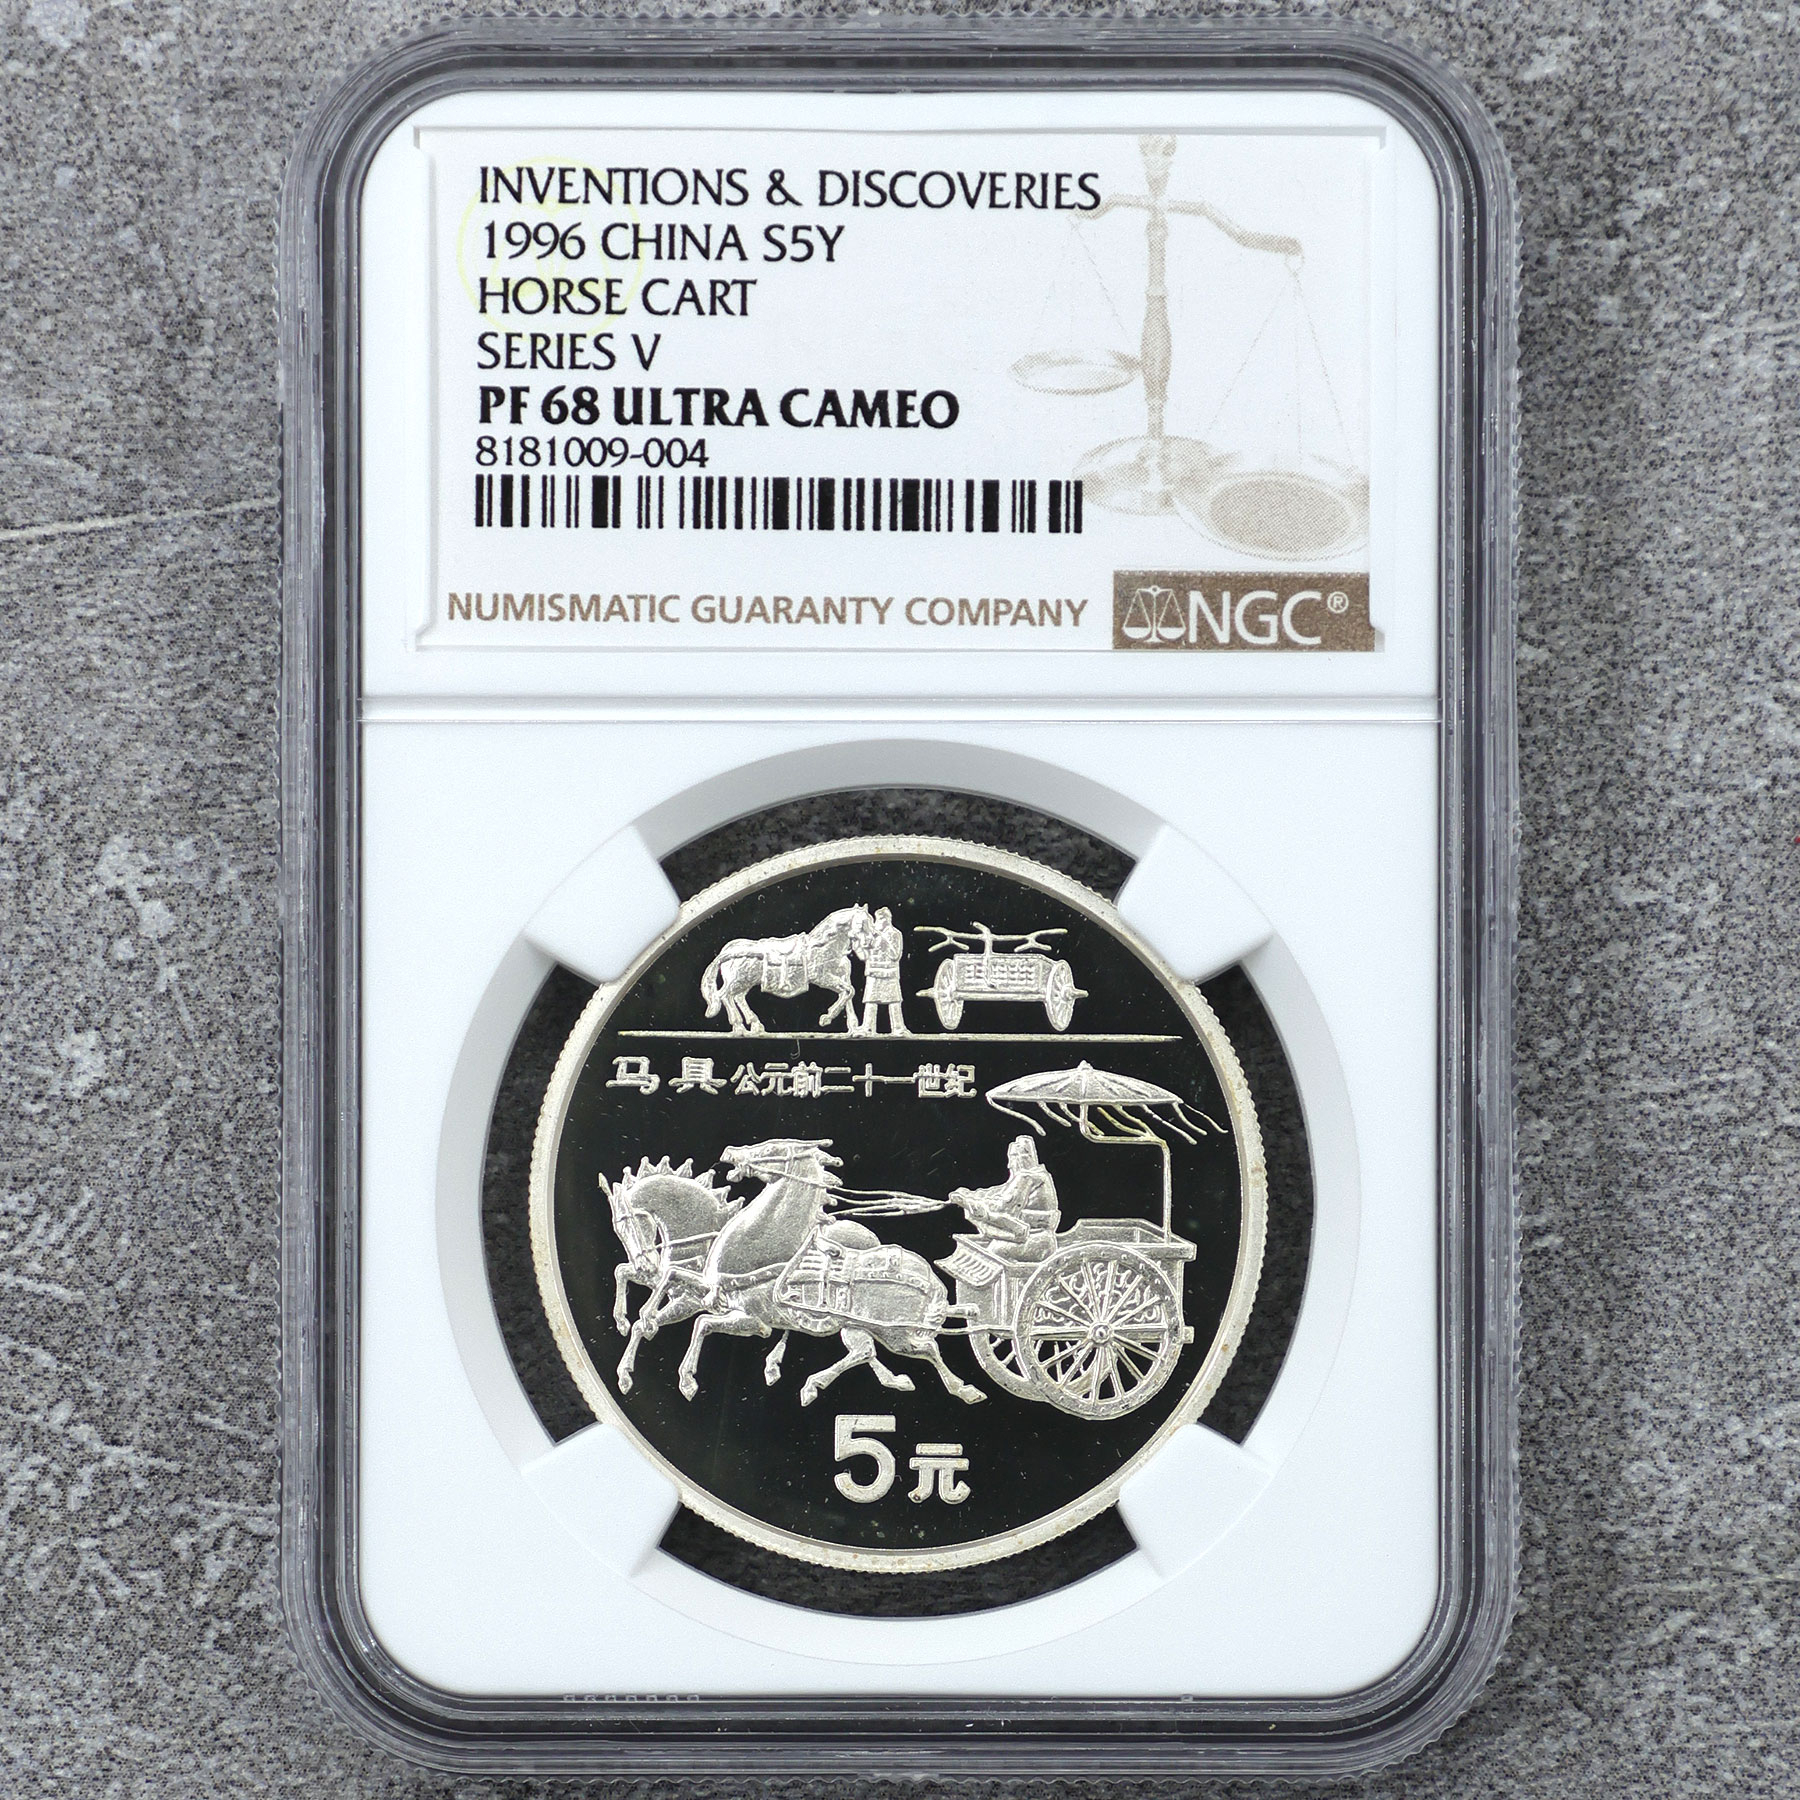 INVENTIONS & DISCOVERIES
1996 CHINA S5Y
HORSE CART
SERIES V
PF 68 ULTRA CAMEO
8181009-004
NUMISMATIC GUARANTY COMPANY
NGC®
马具 公元前二十一世纪
5元